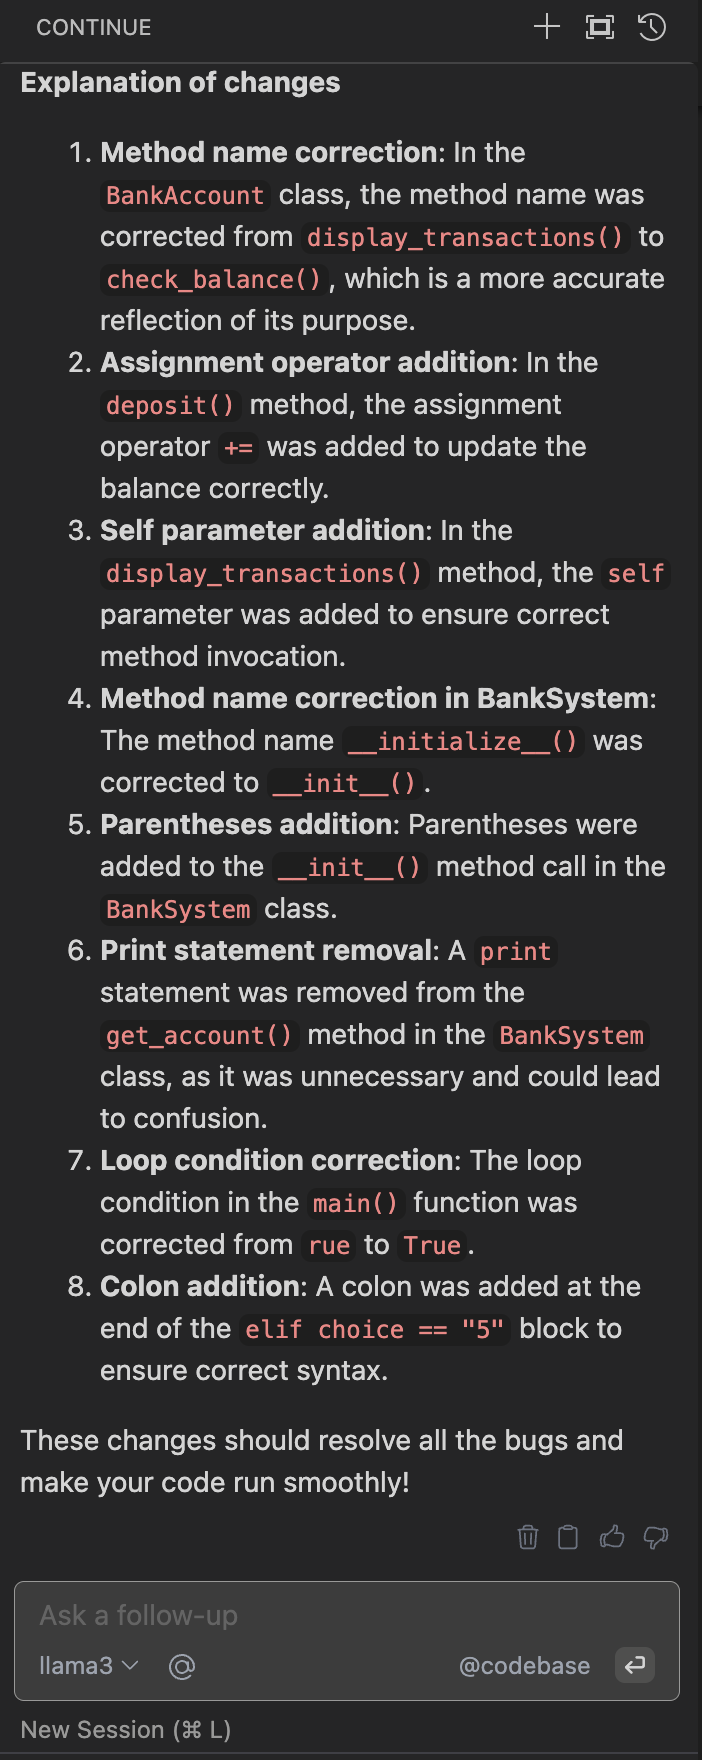 CONTINUE
Explanation of changes
1. Method name correction: In the
BankAccount class, the method name was
corrected from display_transactions() to
check_balance(), which is a more accurate
reflection of its purpose.
2. Assignment operator addition: In the
deposit() method, the assignment
operator += was added to update the
balance correctly.
3. Self parameter addition: In the
display_transactions() method, the self
parameter was added to ensure correct
method invocation.
4. Method name correction in BankSystem:
The method name __initialize__() was
corrected to __init__().
5. Parentheses addition: Parentheses were
added to the __init__() method call in the
BankSystem class.
6. Print statement removal: A print
statement was removed from the
get_account() method in the BankSystem
class, as it was unnecessary and could lead
to confusion.
7. Loop condition correction: The loop
condition in the main() function was
corrected from rue to True.
8. Colon addition: A colon was added at the
end of the elif choice == "5" block to
ensure correct syntax.
These changes should resolve all the bugs and
make your code run smoothly!
Ask a follow-up
llama3 @ @codebase
New Session (⌘ L)